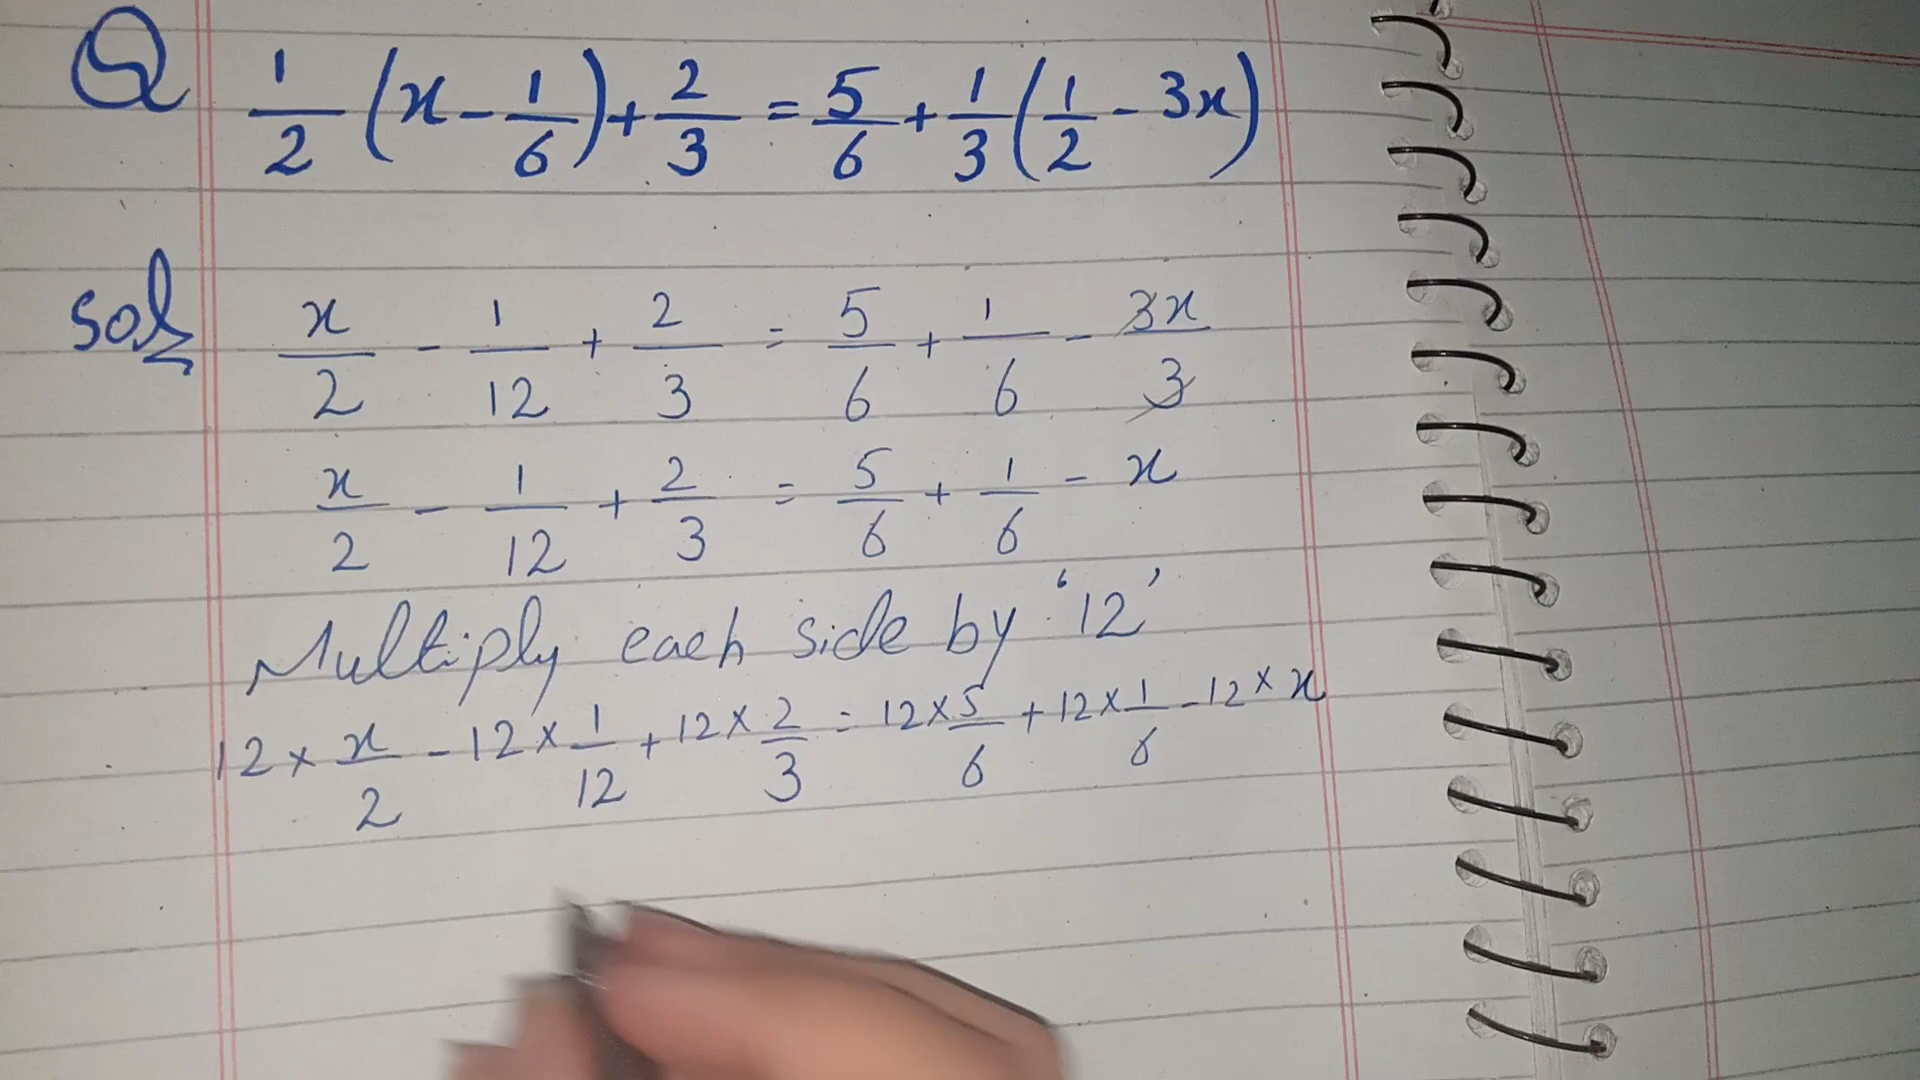 Q 1/2 (x - 1/6) + 2/3 = 5/6 + 1/3 (1/2 - 3x)
Sol x/2 - 1/12 + 2/3 = 5/6 + 1/6 - 3x/3
x/2 - 1/12 + 2/3 = 5/6 + 1/6 - x
Multiply each side by '12'
12 × x/2 - 12 × 1/12 + 12 × 2/3 = 12 × 5/6 + 12 × 1/6 - 12 × x